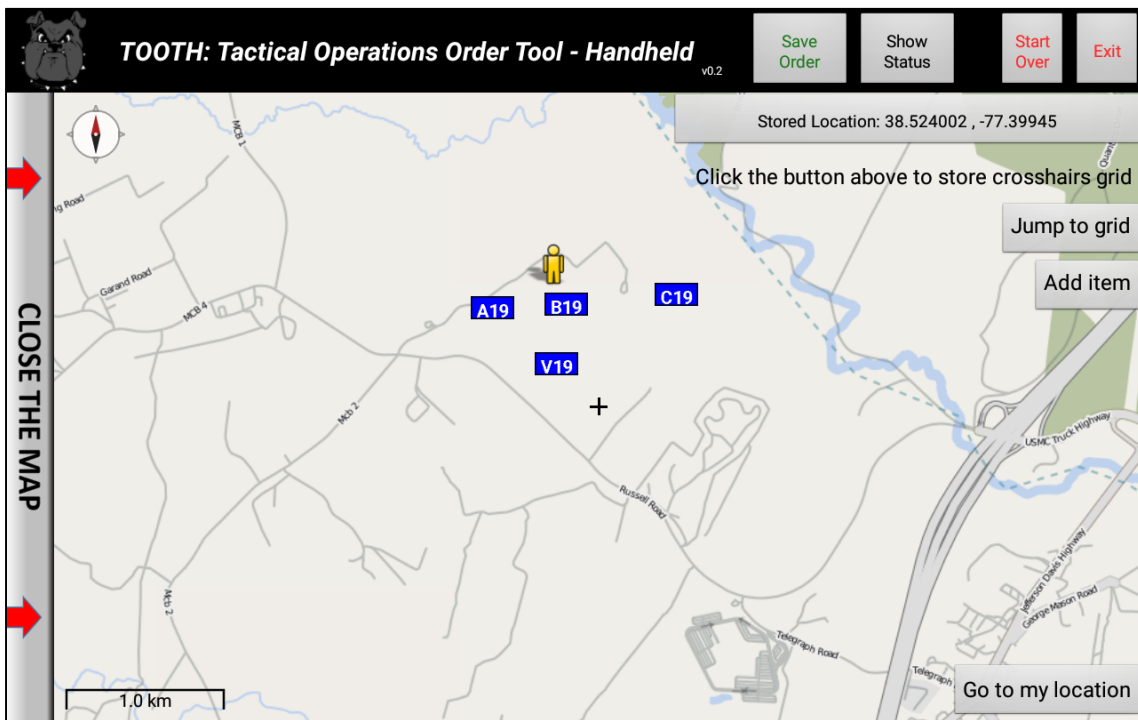 TOOTH: Tactical Operations Order Tool - Handheld
v0.2
Save
Order
Show
Status
Start
Over
Exit
Stored Location: 38.524002 , -77.39945
Click the button above to store crosshairs grid
Jump to grid
Add item
CLOSE THE MAP
MCB 1
ng Road
Garand Road
MCB 4
A19
B19
C19
V19
Mcb 2
Russell Road
USMC Truck Highway
Jefferson Davis Highway
George Mason Road
Mcb 2
Telegraph Road
Telegraph
Quant
1.0 km
Go to my location